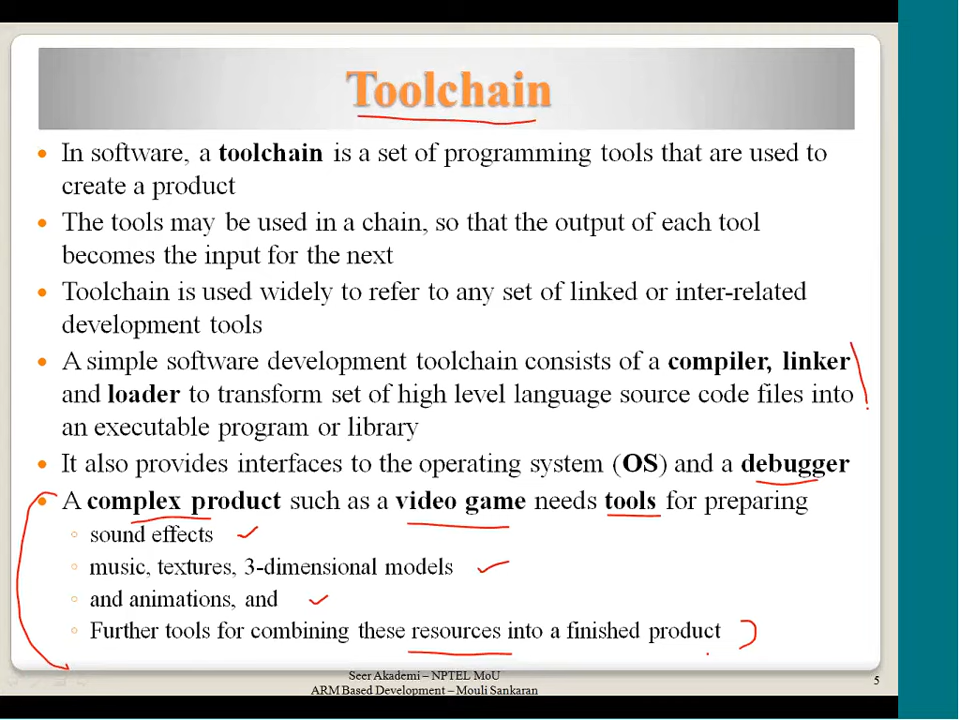 Toolchain
• In software, a toolchain is a set of programming tools that are used to
create a product
• The tools may be used in a chain, so that the output of each tool
becomes the input for the next
• Toolchain is used widely to refer to any set of linked or inter-related
development tools
• A simple software development toolchain consists of a compiler, linker
and loader to transform set of high level language source code files into
an executable program or library
• It also provides interfaces to the operating system (OS) and a debugger
• A complex product such as a video game needs tools for preparing
◦ sound effects
◦ music, textures, 3-dimensional models
◦ and animations, and
◦ Further tools for combining these resources into a finished product
Seer Akademi – NPTEL MoU
ARM Based Development – Mouli Sankaran
5